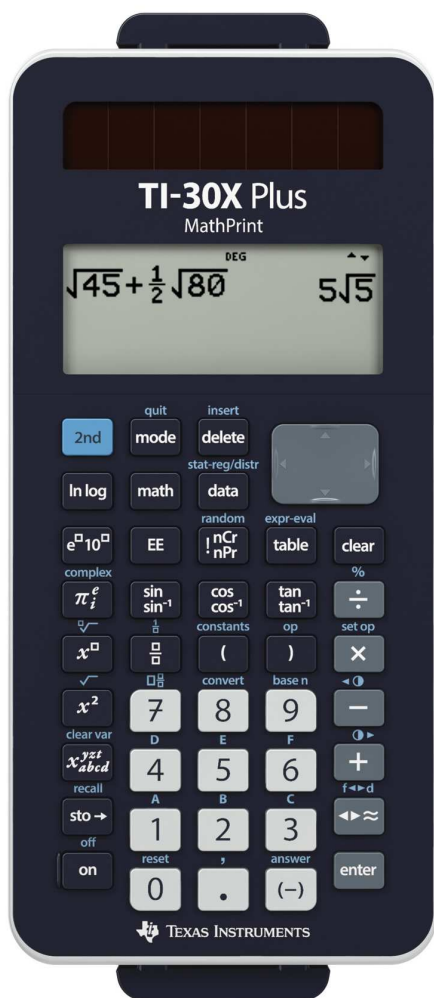 TI-30X Plus
MathPrint
DEG
√45+½√80 5√5
quit insert
2nd mode delete
stat-reg/distr
ln log math data
random expr-eval
e□10□ EE ! nCr nPr table clear
complex %
π e i sin sin⁻¹ cos cos⁻¹ tan tan⁻¹ ÷
□√ 1/□ constants op set op
x□ □/□ ( ) ×
√ □□/□ convert base n ◄◑
x² 7 8 9 −
clear var D E F ◑►
x yzt abcd 4 5 6 +
recall A B C f◄►d
sto → 1 2 3 ◄►≈
off reset , answer
on 0 . (−) enter
TEXAS INSTRUMENTS